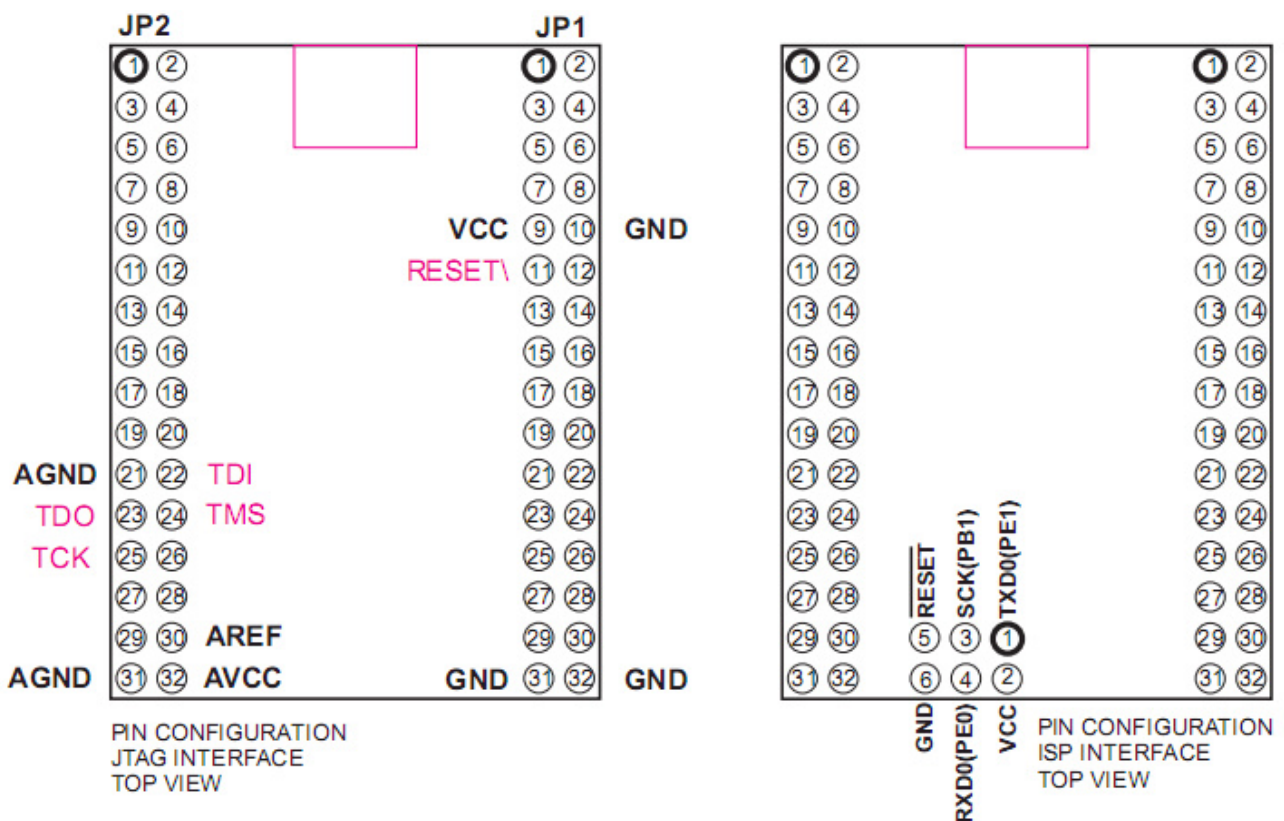 JP2 JP1
1 2 1 2 1 2 1 2
3 4 3 4 3 4 3 4
5 6 5 6 5 6 5 6
7 8 7 8 7 8 7 8
9 10 VCC 9 10 GND 9 10 9 10
11 12 RESET\ 11 12 11 12 11 12
13 14 13 14 13 14 13 14
15 16 15 16 15 16 15 16
17 18 17 18 17 18 17 18
19 20 19 20 19 20 19 20
AGND 21 22 TDI 21 22 21 22 21 22
TDO 23 24 TMS 23 24 23 24 23 24
TCK 25 26 25 26 25 26 25 26
27 28 27 28 27 28 27 28
RESET SCK(PB1) TXD0(PE1)
29 30 AREF 29 30 29 30 5 3 1 29 30
AGND 31 32 AVCC GND 31 32 GND 31 32 6 4 2 31 32
GND RXD0(PE0) VCC
PIN CONFIGURATION
JTAG INTERFACE
TOP VIEW
PIN CONFIGURATION
ISP INTERFACE
TOP VIEW